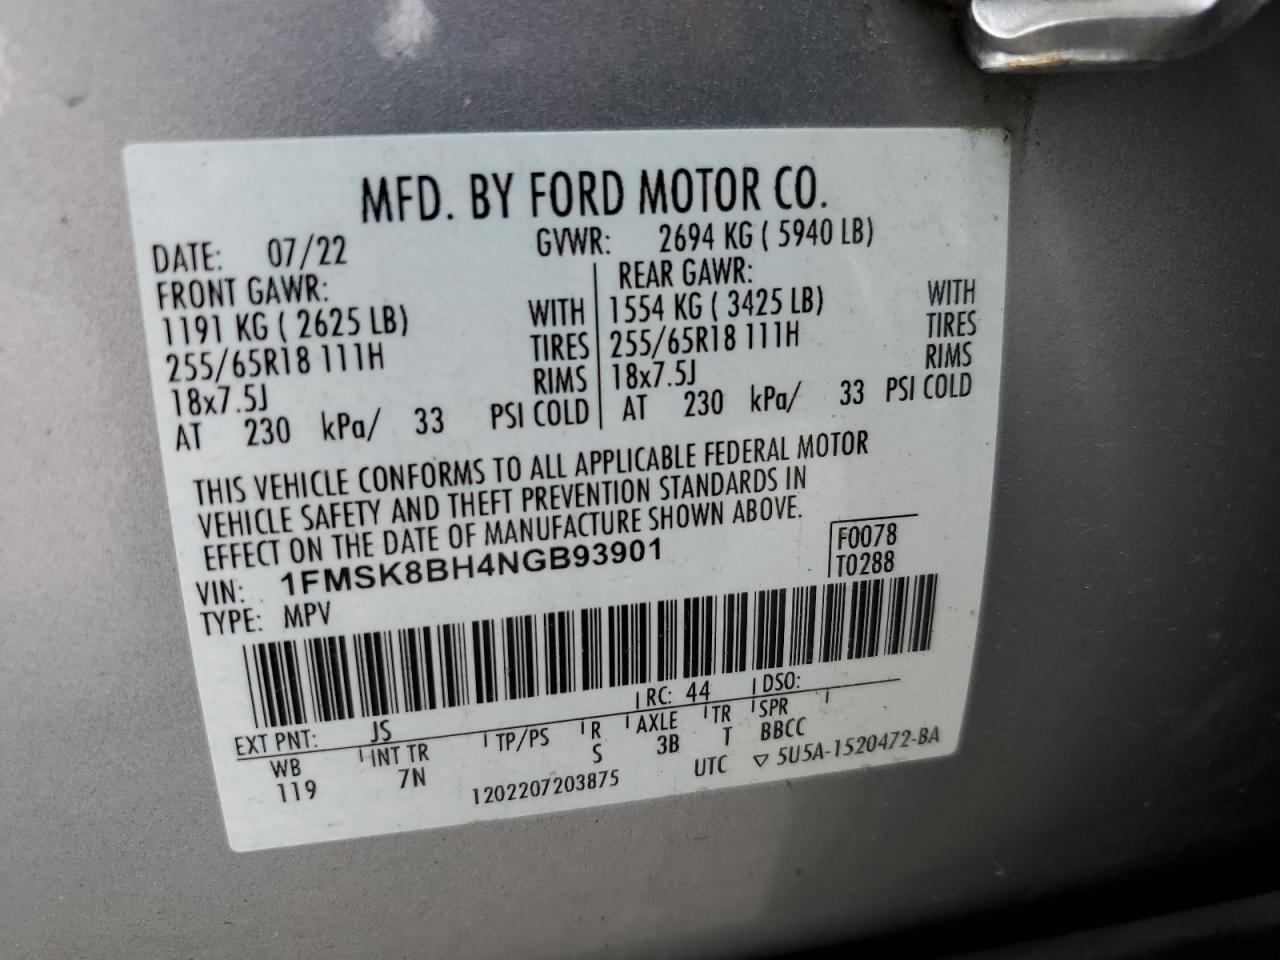 MFD. BY FORD MOTOR CO.
DATE: 07/22 GVWR: 2694 KG ( 5940 LB)
FRONT GAWR: REAR GAWR:
1191 KG ( 2625 LB) WITH 1554 KG ( 3425 LB) WITH
255/65R18 111H TIRES 255/65R18 111H TIRES
18x7.5J RIMS 18x7.5J RIMS
AT 230 kPa/ 33 PSI COLD AT 230 kPa/ 33 PSI COLD
THIS VEHICLE CONFORMS TO ALL APPLICABLE FEDERAL MOTOR
VEHICLE SAFETY AND THEFT PREVENTION STANDARDS IN
EFFECT ON THE DATE OF MANUFACTURE SHOWN ABOVE.
VIN: 1FMSK8BH4NGB93901 F0078
TYPE: MPV T0288
EXT PNT: JS RC: 44 DSO:
WB INT TR TP/PS R AXLE TR SPR
119 7N S 3B T BBCC
1202207203875 UTC ▽ 5U5A-1520472-BA